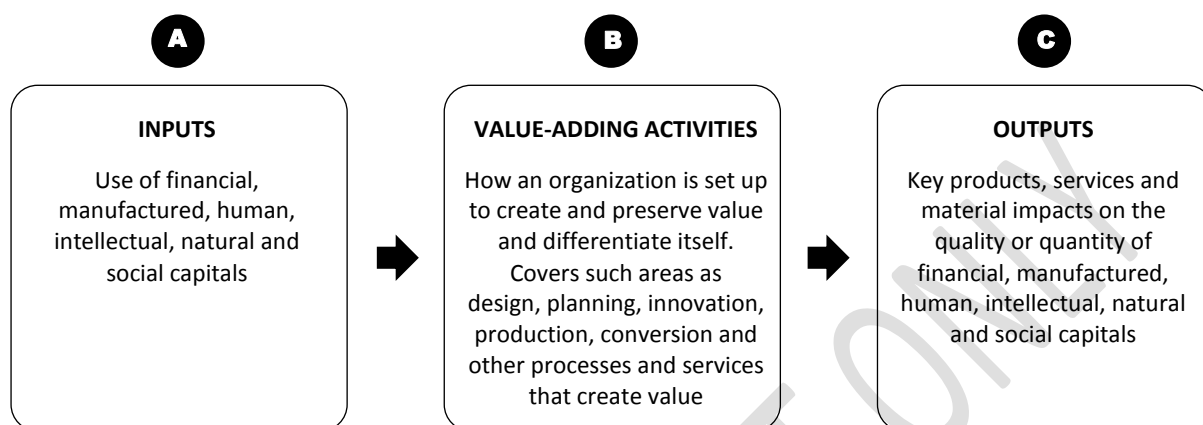 A
B
C
INPUTS
Use of financial,
manufactured, human,
intellectual, natural and
social capitals
VALUE-ADDING ACTIVITIES
How an organization is set up
to create and preserve value
and differentiate itself.
Covers such areas as
design, planning, innovation,
production, conversion and
other processes and services
that create value
OUTPUTS
Key products, services and
material impacts on the
quality or quantity of
financial, manufactured,
human, intellectual, natural
and social capitals
ONLY